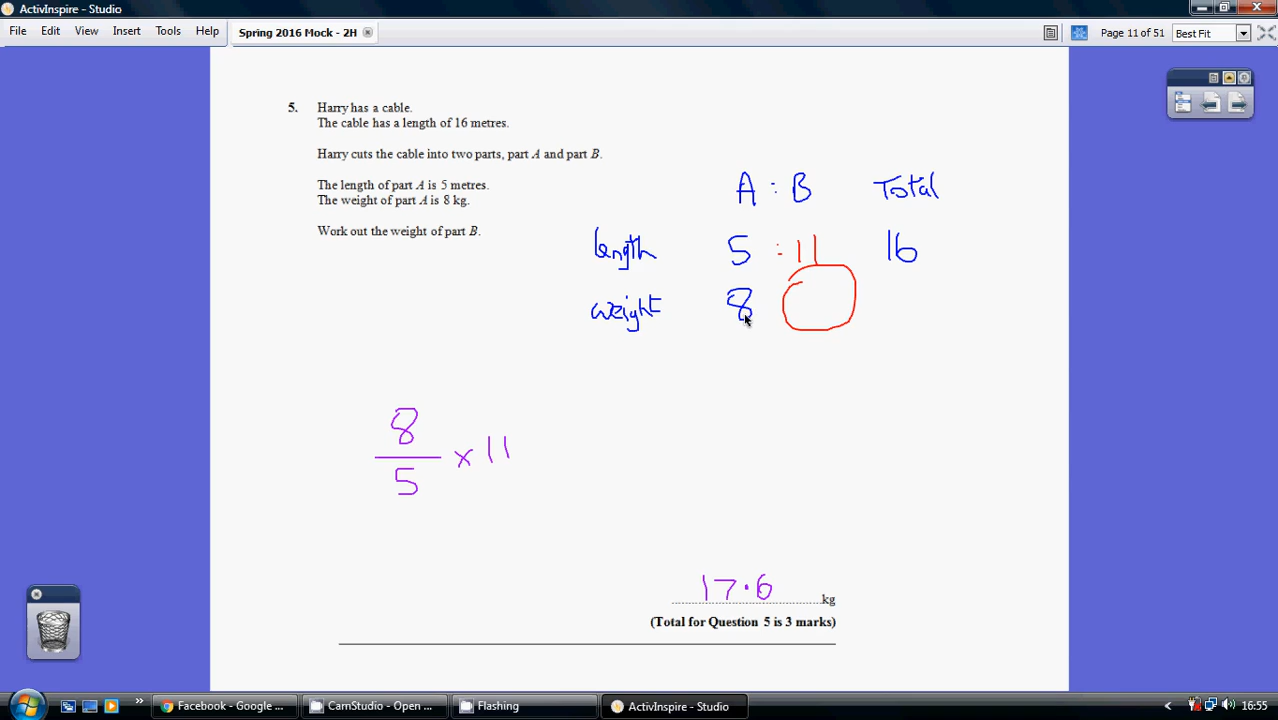 ActivInspire - Studio
File Edit View Insert Tools Help Spring 2016 Mock - 2H Page 11 of 51 Best Fit
5. Harry has a cable.
The cable has a length of 16 metres.
Harry cuts the cable into two parts, part A and part B.
The length of part A is 5 metres.
The weight of part A is 8 kg.
Work out the weight of part B.
A : B Total
length 5 : 11 16
weight 8
8
5
× 11
17.6 kg
(Total for Question 5 is 3 marks)
Facebook - Google ... CamStudio - Open ... Flashing ActivInspire - Studio 16:55